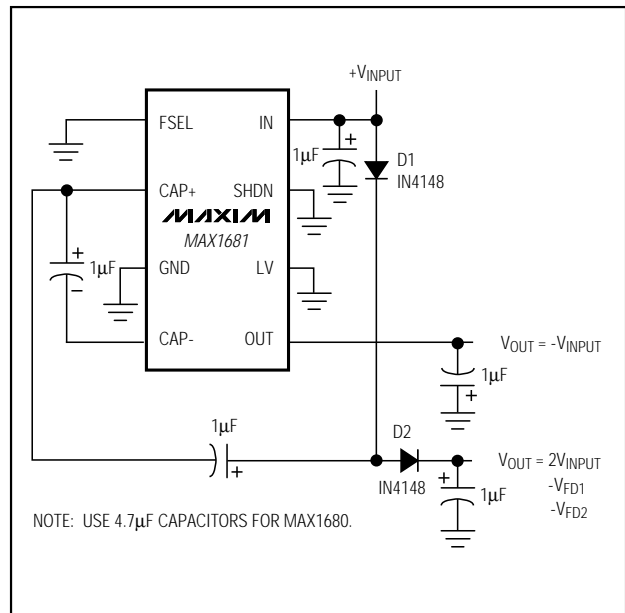 +VINPUT
FSEL
IN
+
1µF
D1
IN4148
CAP+
SHDN
MAXIM
MAX1681
+
1µF
−
GND
LV
CAP-
OUT
VOUT = -VINPUT
1µF
+
1µF
+
D2
IN4148
VOUT = 2VINPUT
-VFD1
-VFD2
+
1µF
NOTE: USE 4.7µF CAPACITORS FOR MAX1680.